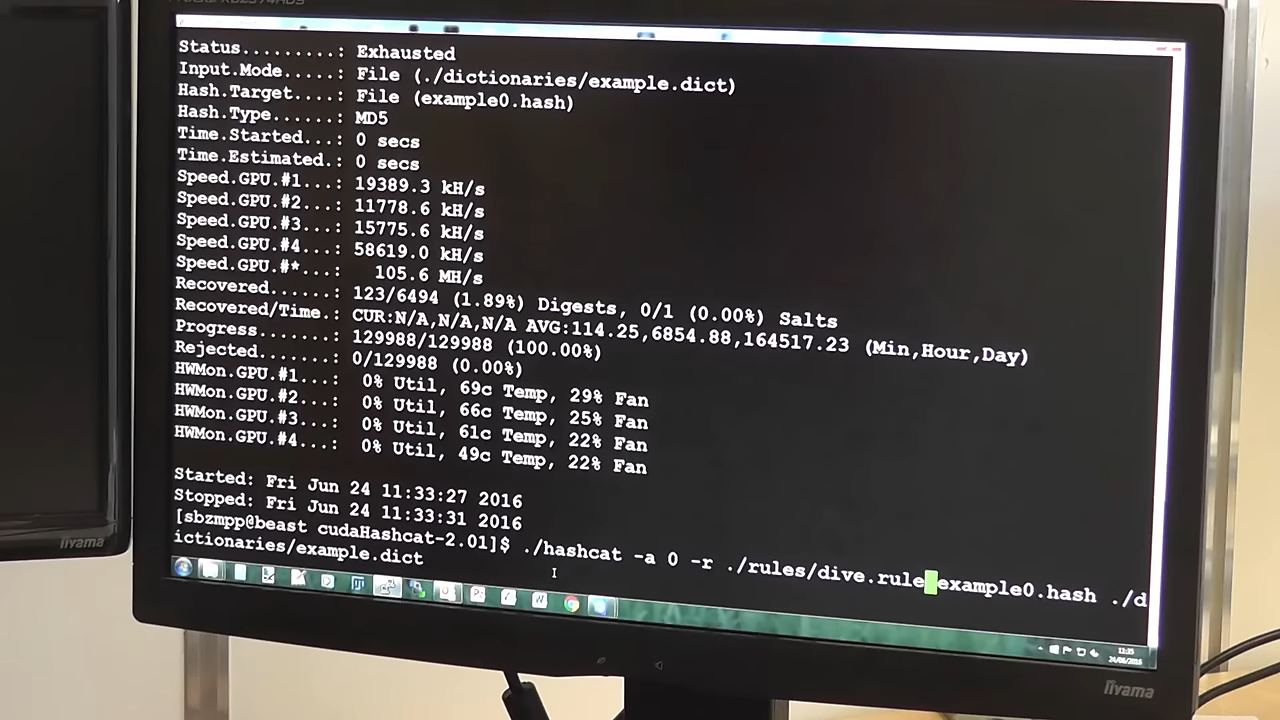 Status.........: Exhausted
Input.Mode.....: File (./dictionaries/example.dict)
Hash.Target....: File (example0.hash)
Hash.Type......: MD5
Time.Started...: 0 secs
Time.Estimated.: 0 secs
Speed.GPU.#1...: 19389.3 kH/s
Speed.GPU.#2...: 11778.6 kH/s
Speed.GPU.#3...: 15775.6 kH/s
Speed.GPU.#4...: 58619.0 kH/s
Speed.GPU.#*...: 105.6 MH/s
Recovered......: 123/6494 (1.89%) Digests, 0/1 (0.00%) Salts
Recovered/Time.: CUR:N/A,N/A,N/A AVG:114.25,6854.88,164517.23 (Min,Hour,Day)
Progress.......: 129988/129988 (100.00%)
Rejected.......: 0/129988 (0.00%)
HWMon.GPU.#1...: 0% Util, 69c Temp, 29% Fan
HWMon.GPU.#2...: 0% Util, 66c Temp, 25% Fan
HWMon.GPU.#3...: 0% Util, 61c Temp, 22% Fan
HWMon.GPU.#4...: 0% Util, 49c Temp, 22% Fan
Started: Fri Jun 24 11:33:27 2016
Stopped: Fri Jun 24 11:33:31 2016
[sbzmpp@beast cudaHashcat-2.01]$ ./hashcat -a 0 -r ./rules/dive.rule example0.hash ./d
ictionaries/example.dict
11:35
24/06/2016
iiyama
iiyama